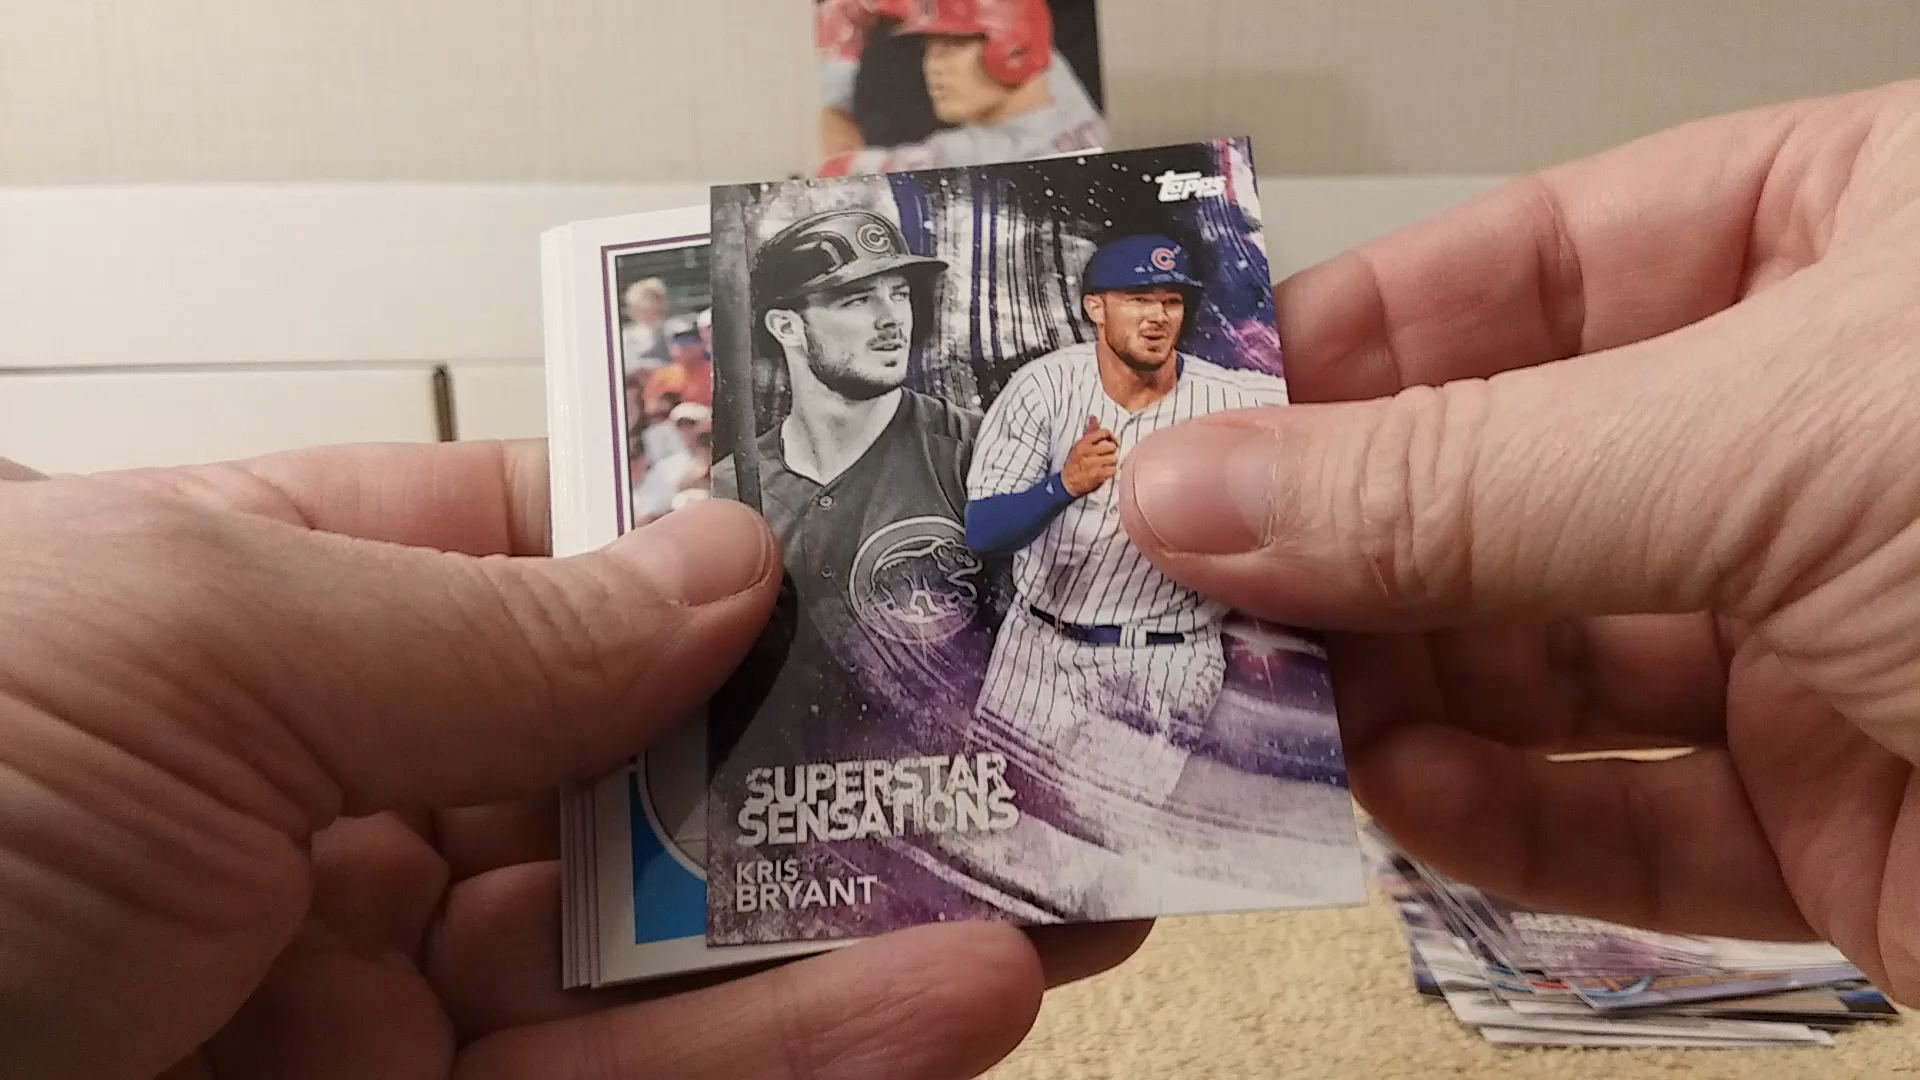 Topps
C
C
SUPERSTAR
SENSATIONS
KRIS
BRYANT